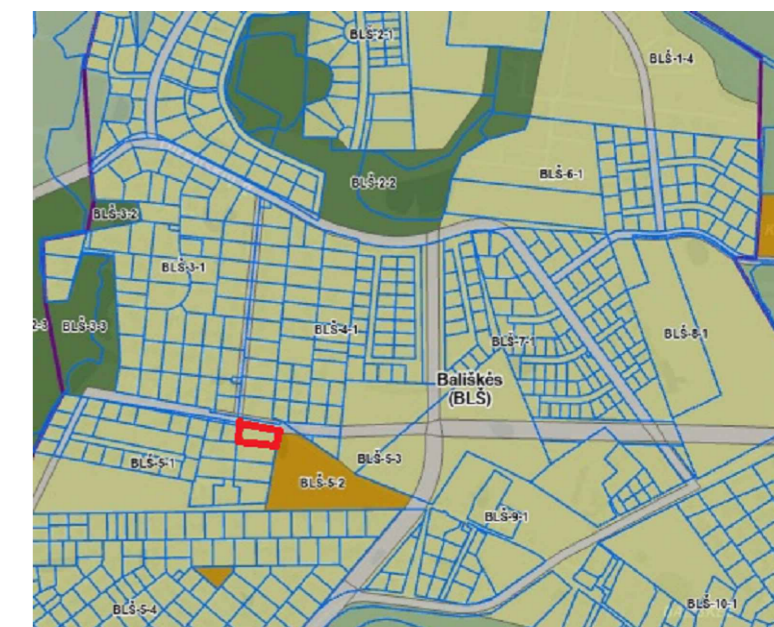 BLŠ-2-1
BLŠ-1-4
BLŠ-6-1
BLŠ-2-2
BLŠ-3-2
BLŠ-3-1
2-3
BLŠ-3-3
BLŠ-4-1
BLŠ-7-1
BLŠ-8-1
Bališkės
(BLŠ)
BLŠ-5-1
BLŠ-5-3
BLŠ-5-2
BLŠ-9-1
BLŠ-5-4
BLŠ-10-1